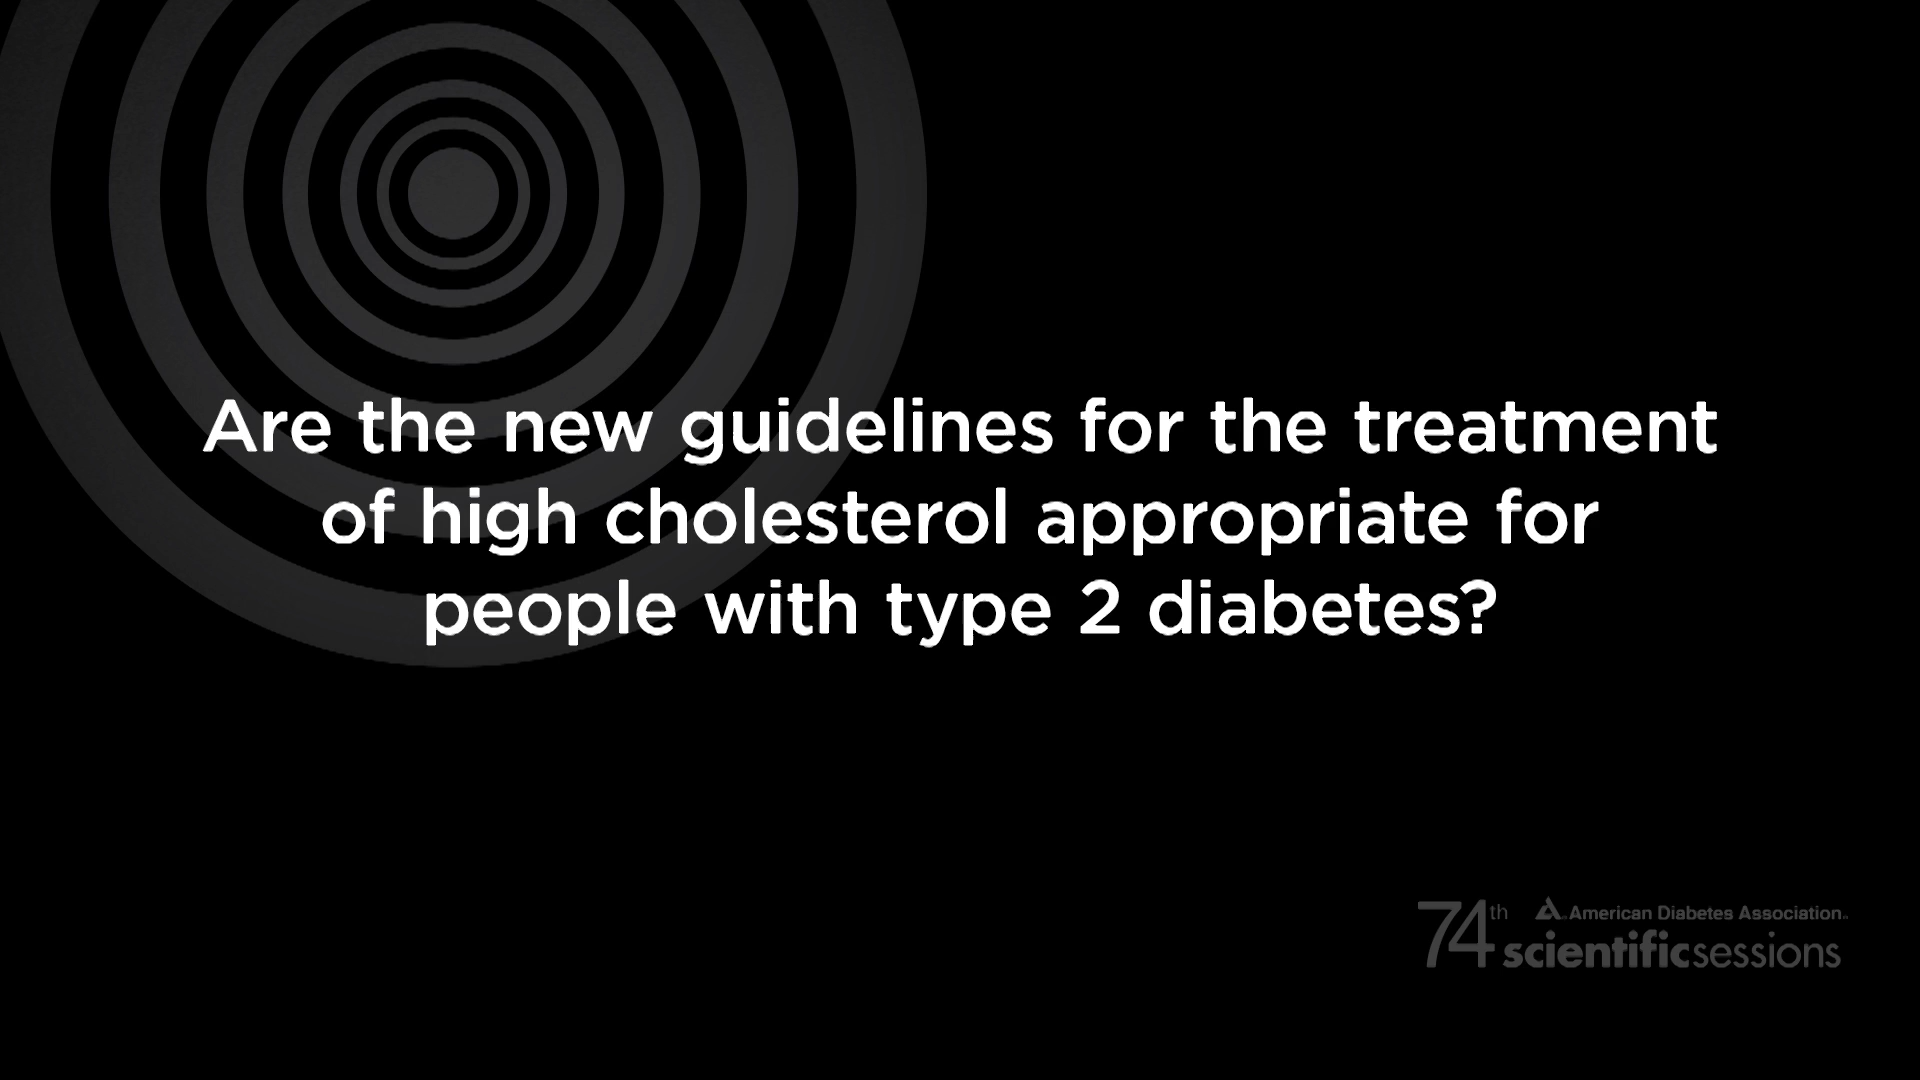 Are the new guidelines for the treatment
of high cholesterol appropriate for
people with type 2 diabetes?
74th American Diabetes Association.
scientificsessions